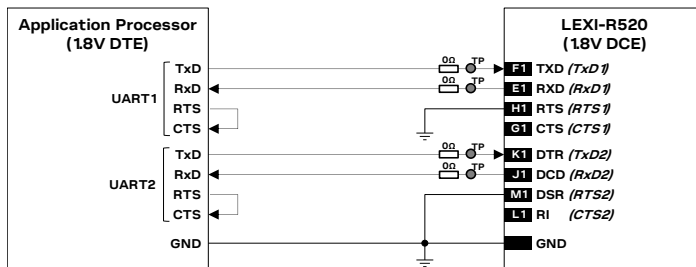 Application Processor
(1.8V DTE)
LEXI-R520
(1.8V DCE)
UART1
TxD
0Ω
TP
F1 TXD (TxD1)
RxD
0Ω
TP
E1 RXD (RxD1)
RTS
H1 RTS (RTS1)
CTS
G1 CTS (CTS1)
UART2
TxD
0Ω
TP
K1 DTR (TxD2)
RxD
0Ω
TP
J1 DCD (RxD2)
RTS
M1 DSR (RTS2)
CTS
L1 RI (CTS2)
GND
GND